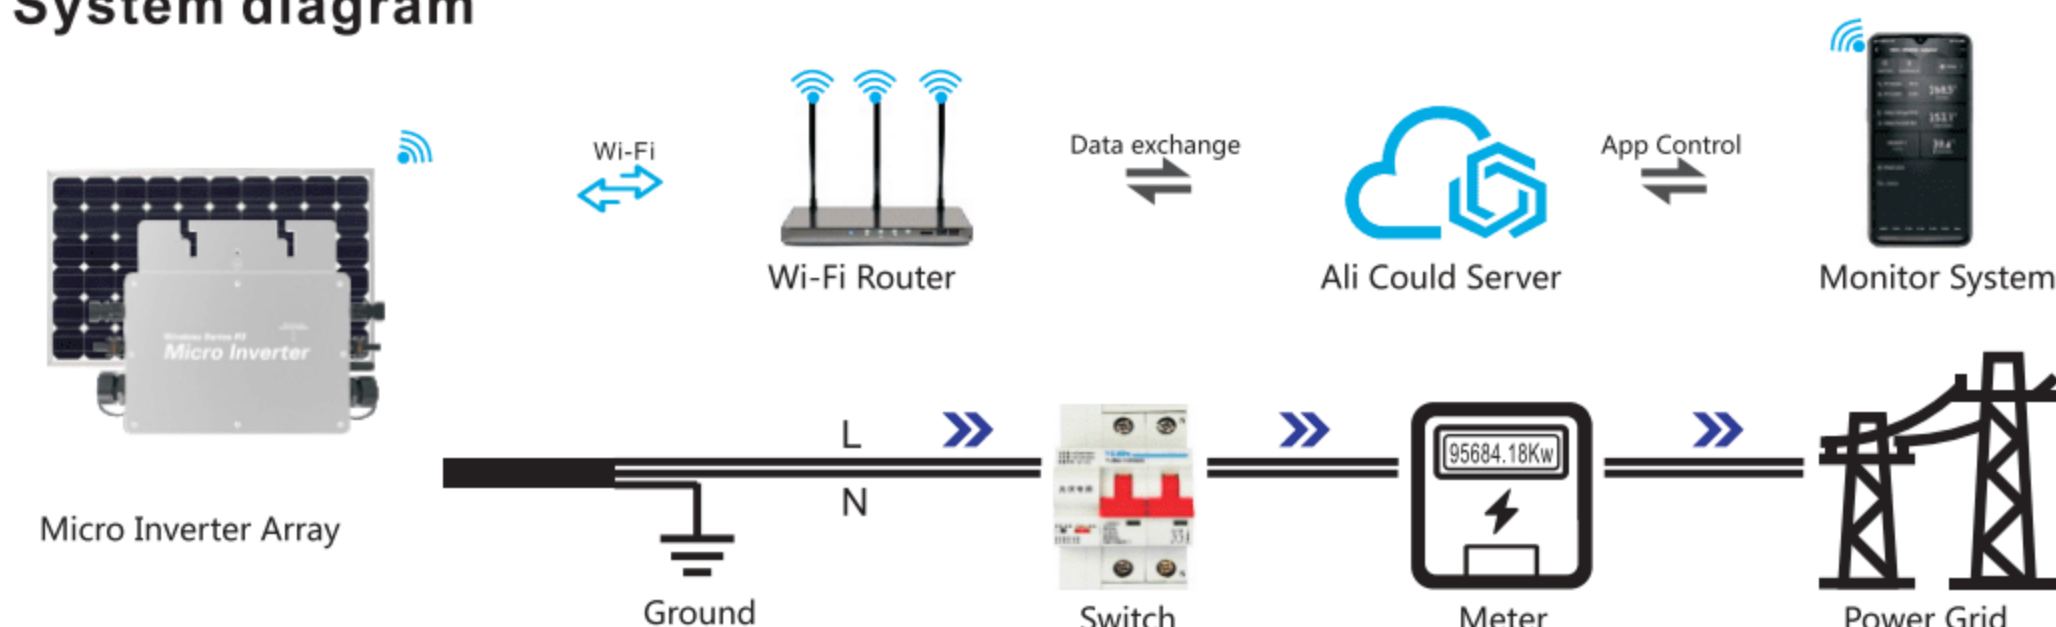 System diagram
Wi-Fi
Data exchange
App Control
Wi-Fi Router
Ali Could Server
Monitor System
Micro Inverter
L
N
95684.18Kw
Micro Inverter Array
Ground
Switch
Meter
Power Grid